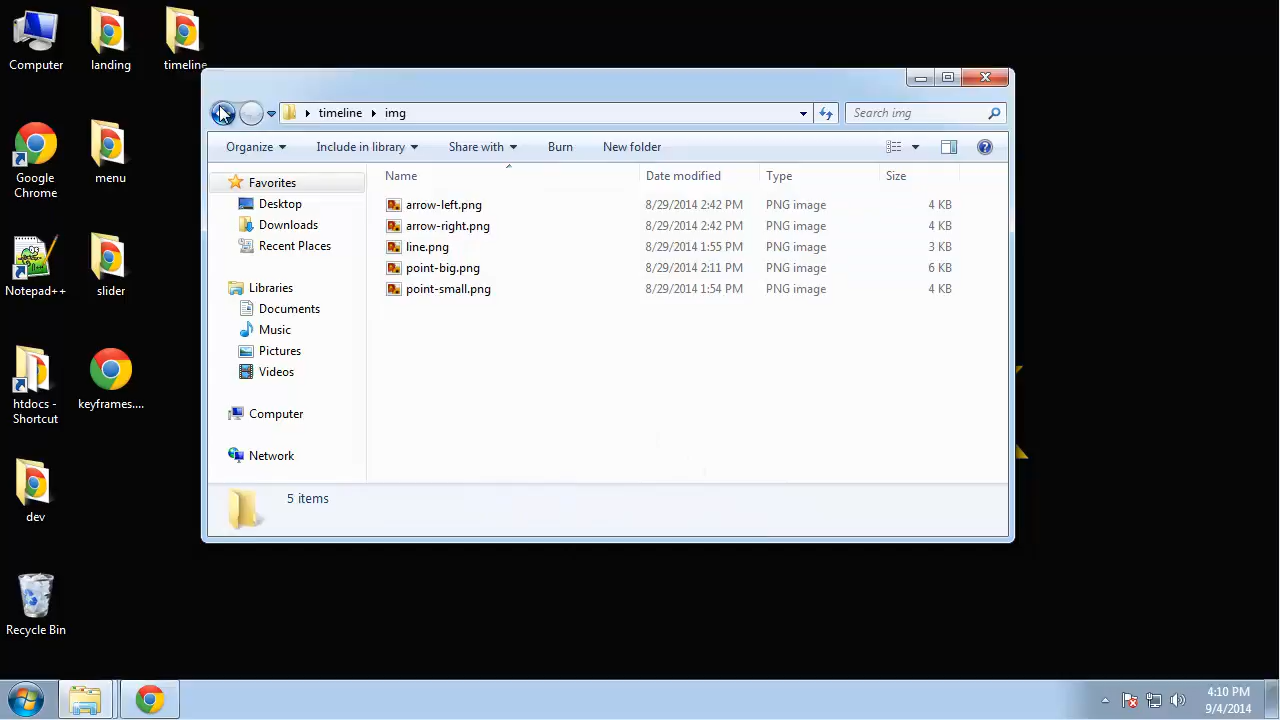 Computer
landing
timeline
Google
Chrome
menu
Notepad++
slider
htdocs -
Shortcut
keyframes....
dev
Recycle Bin
timeline img
Search img
Organize Include in library Share with Burn New folder
Favorites
Desktop
Downloads
Recent Places
Libraries
Documents
Music
Pictures
Videos
Computer
Network
Name Date modified Type Size
arrow-left.png 8/29/2014 2:42 PM PNG image 4 KB
arrow-right.png 8/29/2014 2:42 PM PNG image 4 KB
line.png 8/29/2014 1:55 PM PNG image 3 KB
point-big.png 8/29/2014 2:11 PM PNG image 6 KB
point-small.png 8/29/2014 1:54 PM PNG image 4 KB
5 items
4:10 PM
9/4/2014